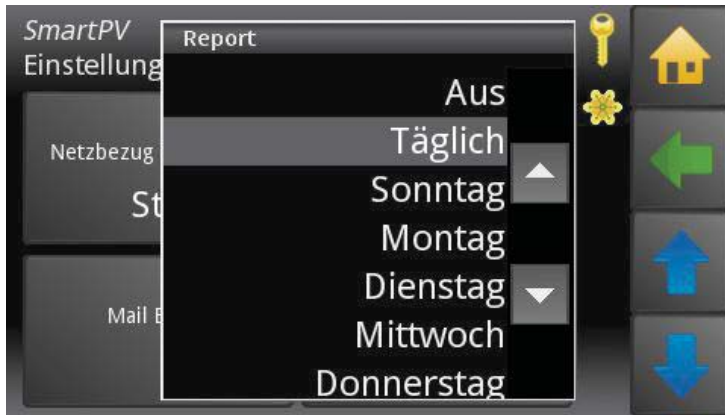 SmartPV
Einstellung
Report
Aus
Täglich
Sonntag
Montag
Dienstag
Mittwoch
Donnerstag
Netzbezug
St
Mail E